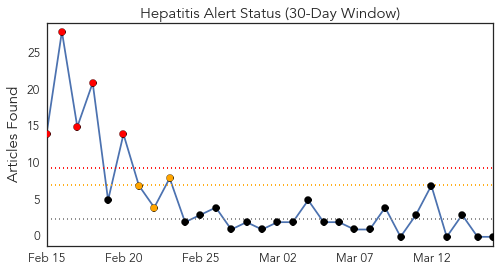 Hepatitis Alert Status (30-Day Window)
Articles Found
25
20
15
10
5
0
Feb 15
Feb 20
Feb 25
Mar 02
Mar 07
Mar 12